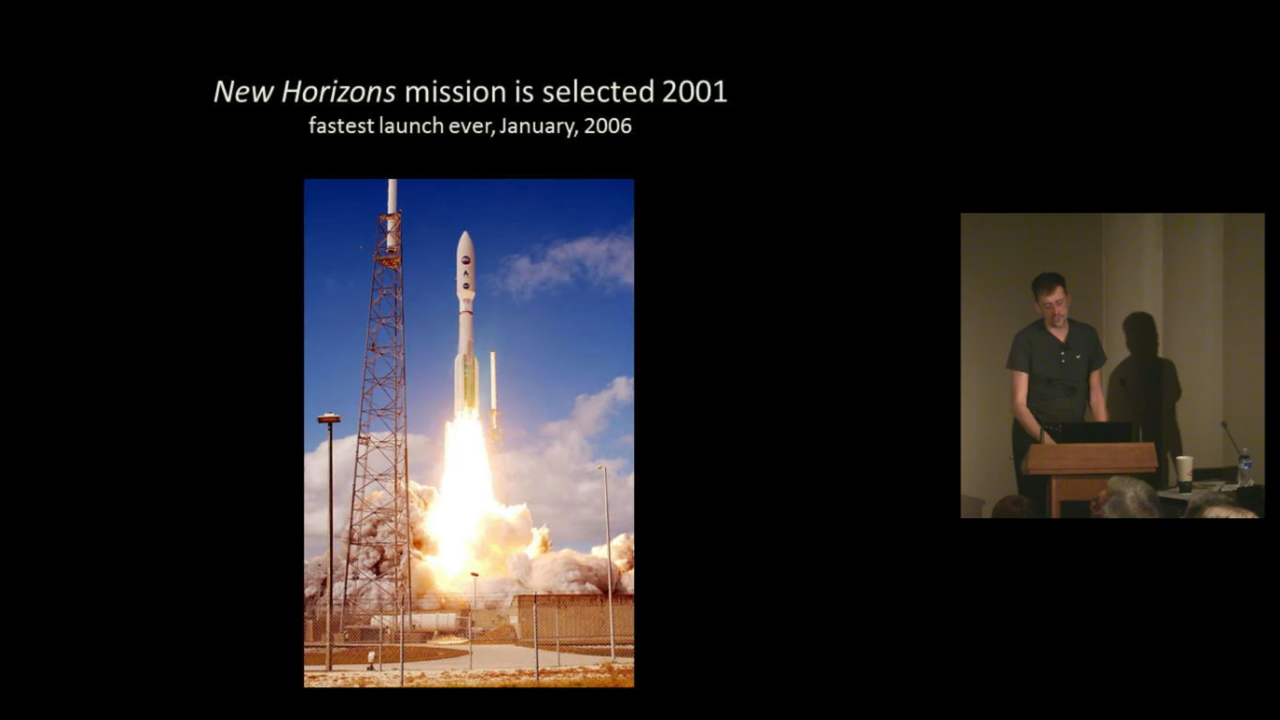 New Horizons mission is selected 2001
fastest launch ever, January, 2006